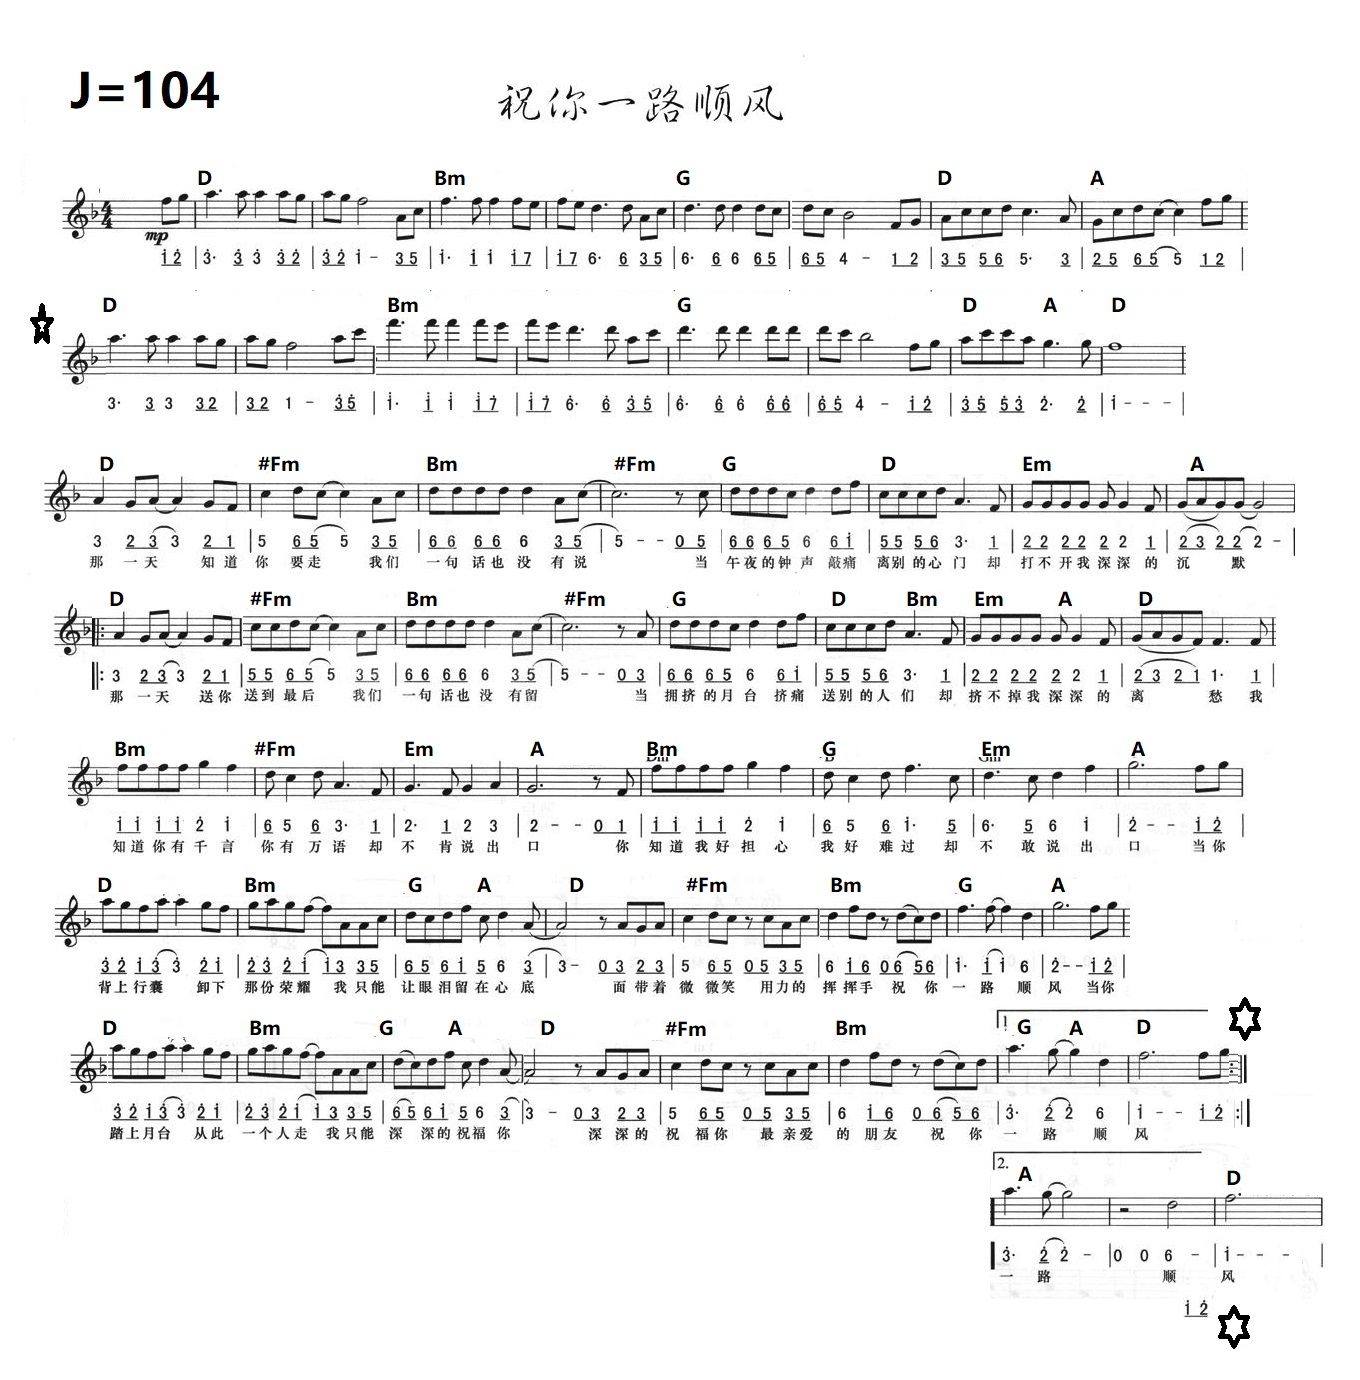 J=104
祝你一路顺风
D Bm G D A
mp
1 2 | 3· 3 3 3 2 | 3 2 1 - 3 5 | 1· 1 1 1 7 | 1 7 6· 6 3 5 | 6· 6 6 6 5 | 6 5 4 - 1 2 | 3 5 5 6 5· 3 | 2 5 6 5 5 1 2 |
D Bm G D A D
3· 3 3 3 2 | 3 2 1 - 3 5 | 1· 1 1 1 7 | 1 7 6· 6 3 5 | 6· 6 6 6 6 | 6 5 4 - 1 2 | 3 5 5 3 2· 2 | 1 - - - |
D #Fm Bm #Fm G D Em A
3 2 3 3 2 1 | 5 6 5 5 3 5 | 6 6 6 6 6 3 5 | 5 - - 0 5 | 6 6 6 5 6 6 1 | 5 5 5 6 3· 1 | 2 2 2 2 2 2 1 | 2 3 2 2 2 - |
那 一 天 知 道 你 要 走 我 们 一 句 话 也 没 有 说 当 午夜的钟 声 敲痛 离别的心 门 却 打不开我深深的 沉 默
D #Fm Bm #Fm G D Bm Em A D
3 2 3 3 2 1 | 5 5 6 5 5 3 5 | 6 6 6 6 6 3 5 | 5 - - 0 3 | 6 6 6 5 6 6 1 | 5 5 5 6 3· 1 | 2 2 2 2 2 2 1 | 2 3 2 1 1· 1 |
那 一 天 送 你 送到 最后 我们 一句 话也 没 有留 当 拥挤的月台 挤痛 送别的人们 却 挤不掉我深深的 离 愁 我
Bm #Fm Em A Bm G Em A
1 1 1 1 2 1 | 6 5 6 3· 1 | 2· 1 2 3 | 2 - - 0 1 | 1 1 1 1 2 1 | 6 5 6 1· 5 | 6· 5 6 1 | 2 - - 1 2 |
知道你有千言 你有万语却 不 肯说出 口 你 知道我好担心 我好难过却 不 敢说出 口 当你
D Bm G A D #Fm Bm G A
3 2 1 3 3 2 1 | 2 3 2 1 1 3 3 5 | 6 5 6 1 5 6 3 | 3 - 0 3 2 3 | 5 6 5 0 5 3 5 | 6 1 6 0 6 5 6 | 1· 1 1 6 | 2 - - 1 2 |
背上行囊 卸下 那份荣耀 我只能 让眼泪留在心底 面带着 微微笑 用力的 挥挥手 祝 你 一 路 顺 风 当你
D Bm G A D #Fm Bm 1. G A D
3 2 1 3 3 2 1 | 2 3 2 1 1 3 3 5 | 6 5 6 1 5 6 3 | 3 - 0 3 2 3 | 5 6 5 0 5 3 5 | 6 1 6 0 6 5 6 | 3· 2 2 6 | 1 - - 1 2 :|
踏上月台 从此 一个人走 我只能 深 深的祝福你 深深的 祝 福你 最亲爱 的 朋友 祝 你 一 路 顺 风
2. A D
3· 2 2 - | 0 0 6 - | 1 - - - |
一 路 顺 风
1 2